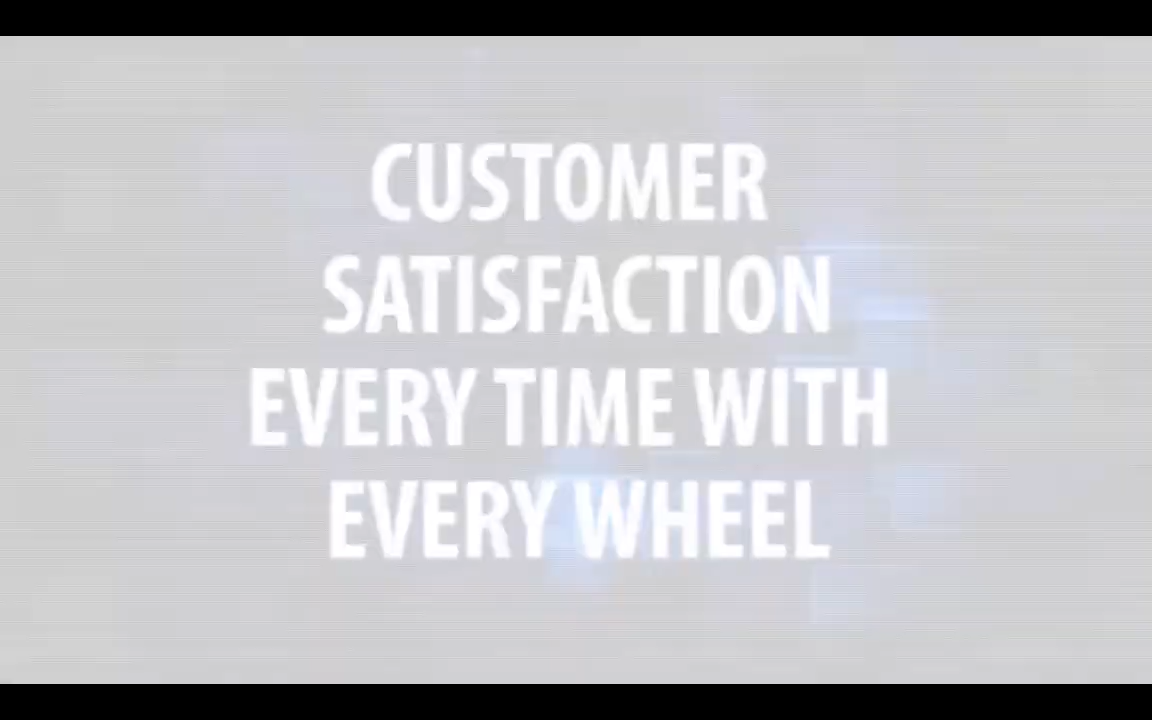 CUSTOMER
SATISFACTION
EVERY TIME WITH
EVERY WHEEL